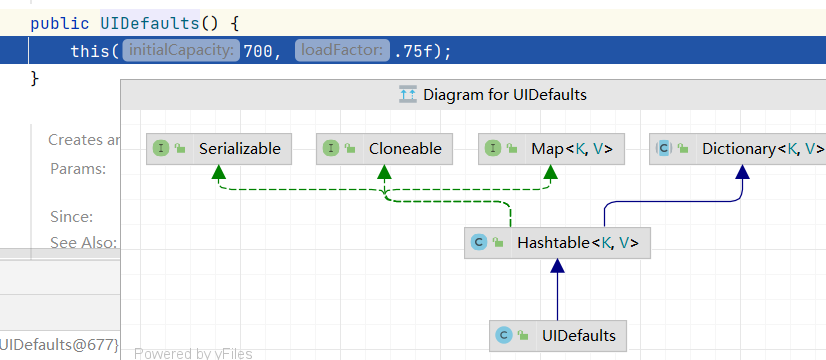 public UIDefaults() {
this( initialCapacity: 700, loadFactor: .75f);
}
Diagram for UIDefaults
Creates an
I Serializable
I Cloneable
I Map<K, V>
C Dictionary<K, V>
Params:
Since:
See Also:
C Hashtable<K, V>
C UIDefaults
UIDefaults@677}
Powered by yFiles